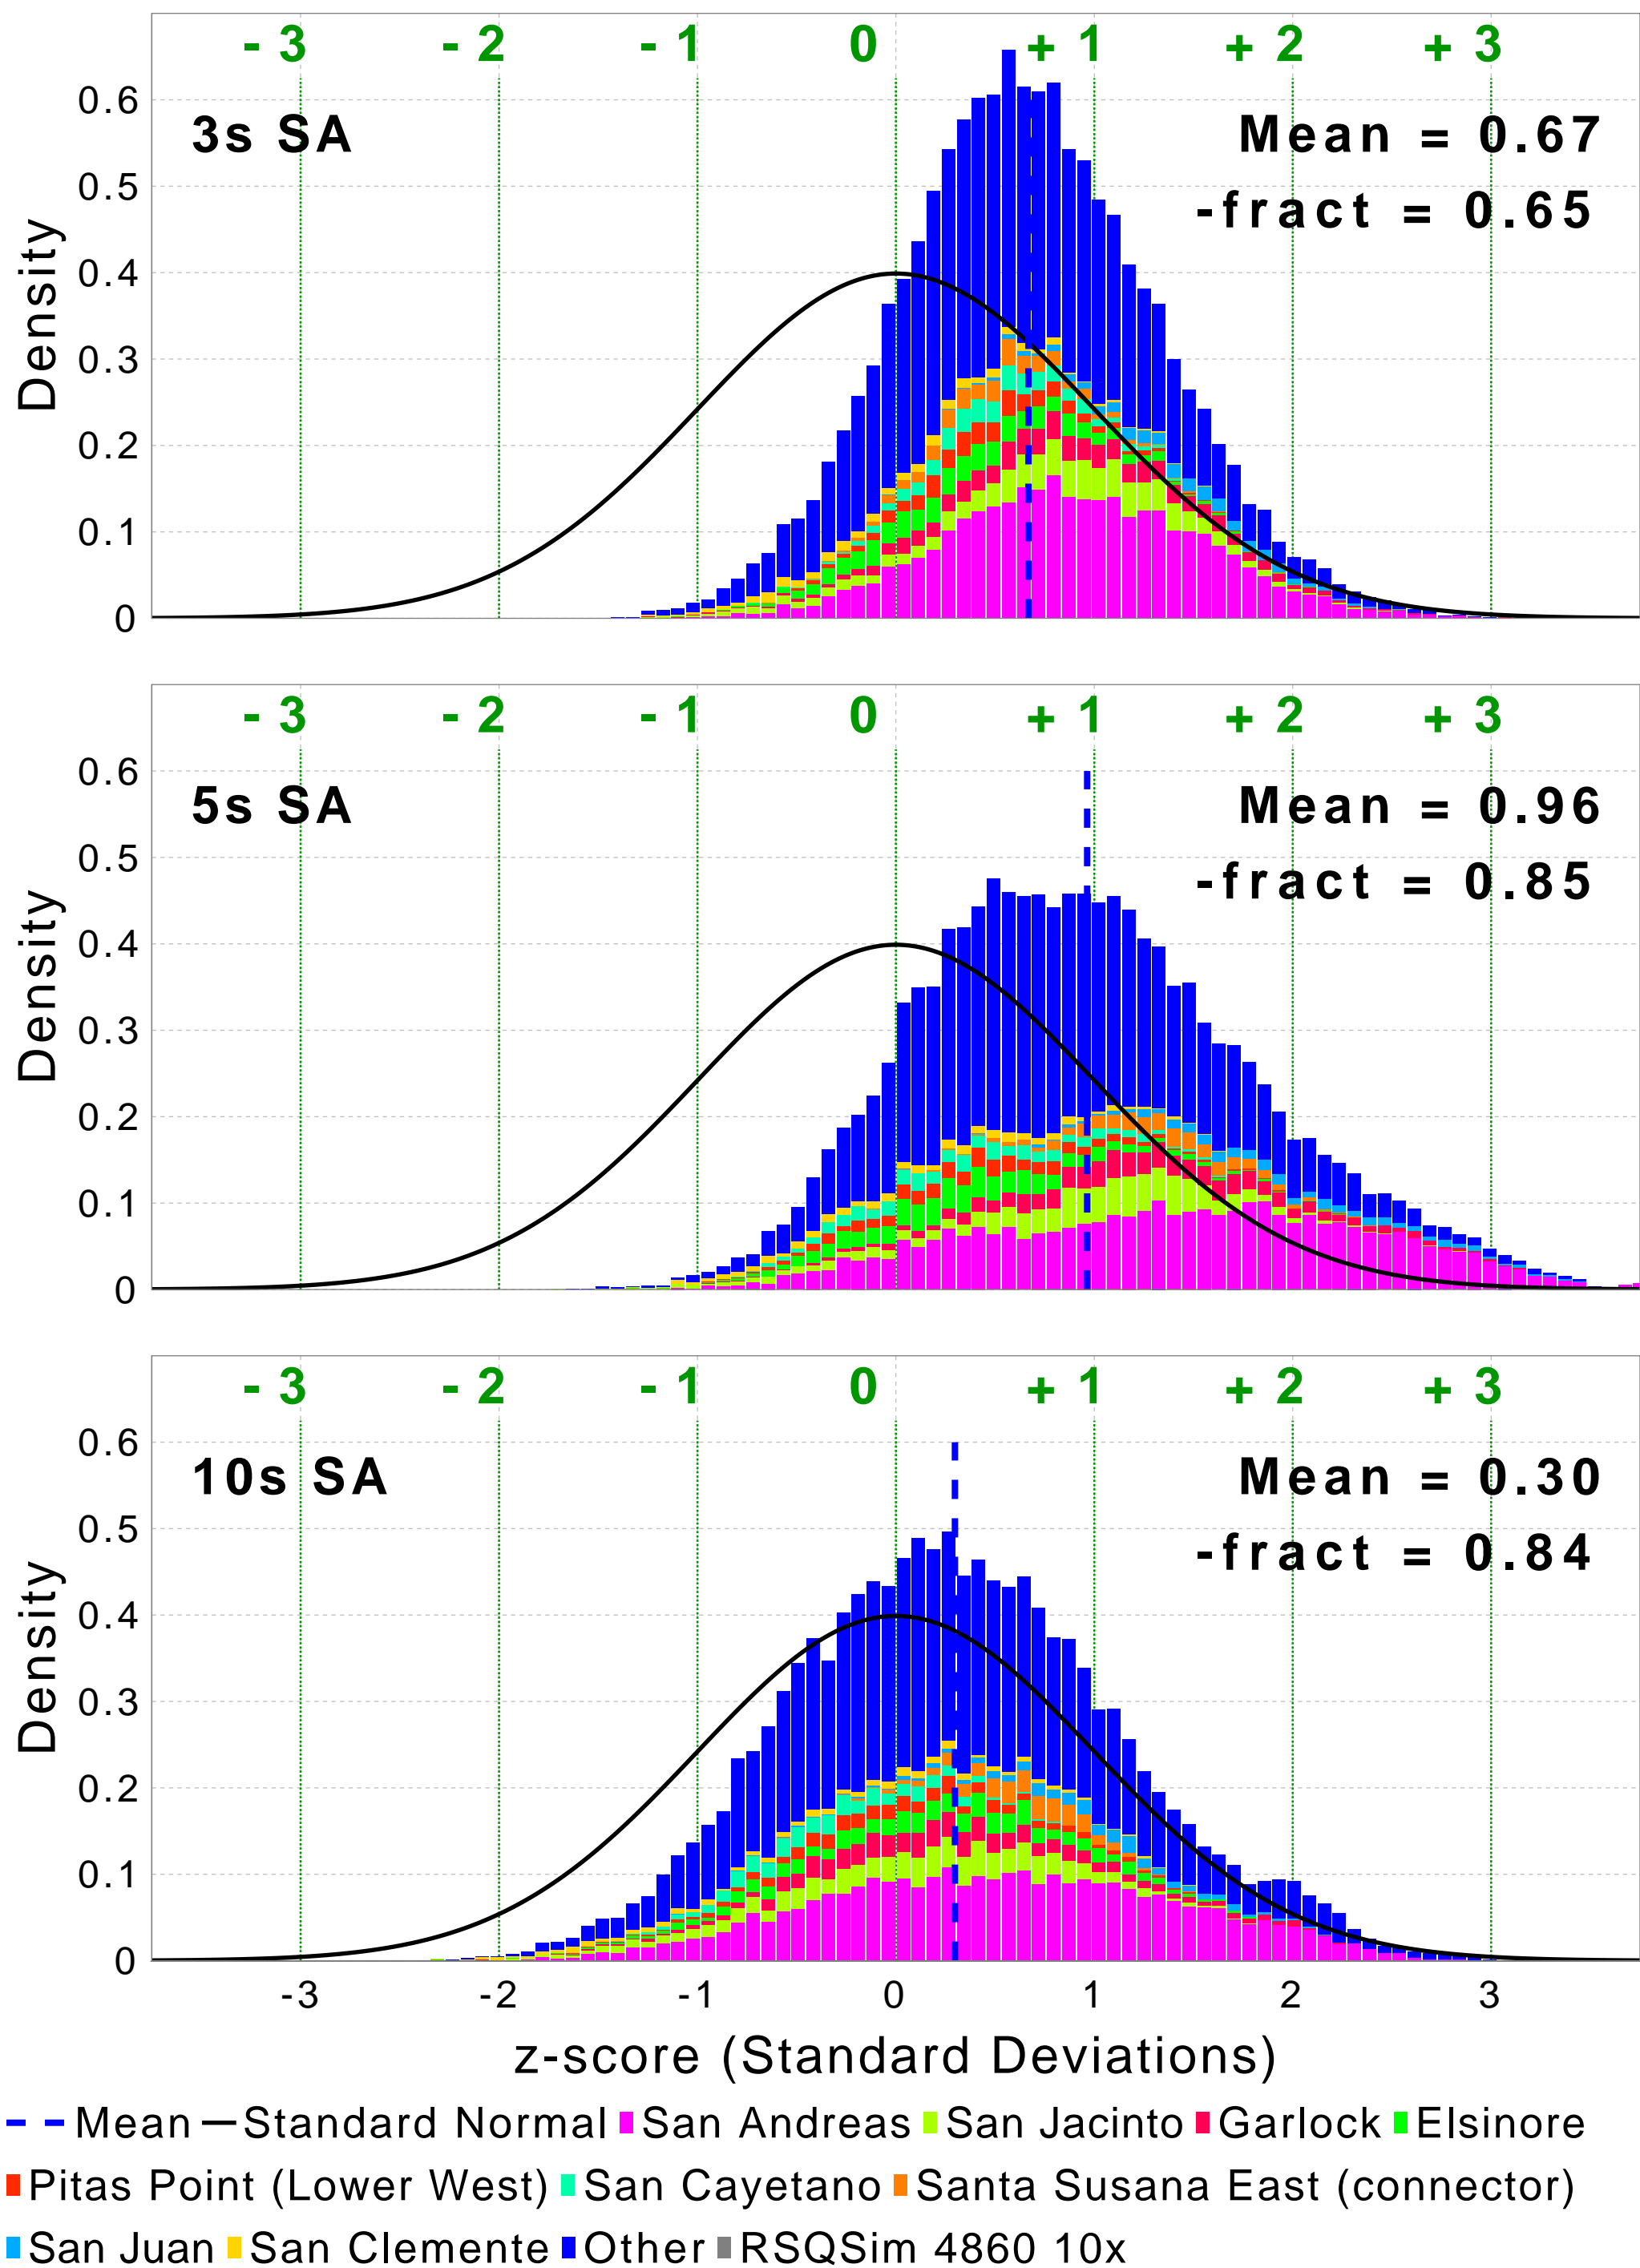 - 3 - 2 - 1 0 + 1 + 2 + 3
3s SA
Mean = 0.67
-fract = 0.65
Density
0.6
0.5
0.4
0.3
0.2
0.1
0
- 3 - 2 - 1 0 + 1 + 2 + 3
5s SA
Mean = 0.96
-fract = 0.85
Density
0.6
0.5
0.4
0.3
0.2
0.1
0
- 3 - 2 - 1 0 + 1 + 2 + 3
10s SA
Mean = 0.30
-fract = 0.84
Density
0.6
0.5
0.4
0.3
0.2
0.1
0
-3 -2 -1 0 1 2 3
z-score (Standard Deviations)
Mean Standard Normal San Andreas San Jacinto Garlock Elsinore
Pitas Point (Lower West) San Cayetano Santa Susana East (connector)
San Juan San Clemente Other RSQSim 4860 10x